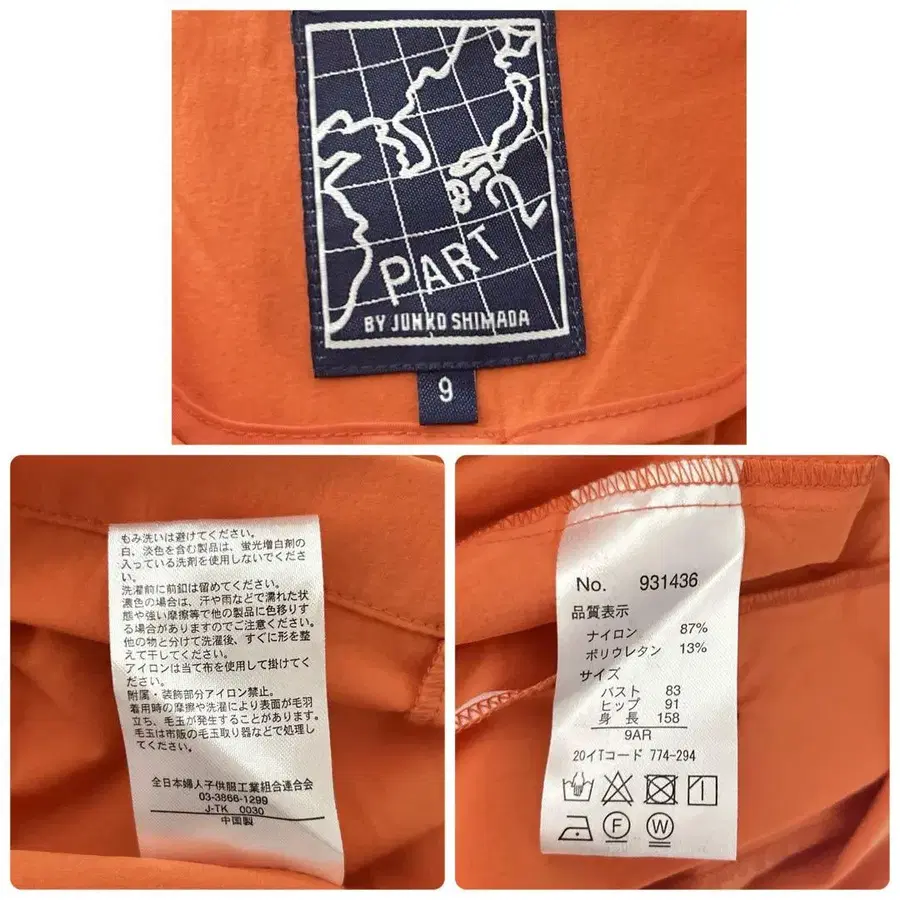 PART 2
BY JUNKO SHIMADA
9
もみ洗いは避けてください。
白、淡色を含む製品は、蛍光増白剤の
入っている洗剤を使用しないでくださ
い。
洗濯前に前釦は留めてください。
濃色の場合は、汗や雨などで濡れた状
態や強い摩擦等で他の製品に色移りす
る場合がありますのでご注意ください。
他の物と分けて洗濯後、すぐに形を整
えて干してください。
アイロンは当て布を使用して掛けてく
ださい。
附属・装飾部分アイロン禁止。
着用時の摩擦や洗濯により表面が毛羽
立ち、毛玉が発生することがあります。
毛玉は市販の毛玉取り器などで処理し
てください。
全日本婦人子供服工業組合連合会
03-3866-1299
J-TK 0030
中国製
No. 931436
品質表示
ナイロン 87%
ポリウレタン 13%
サイズ
バスト 83
ヒップ 91
身長 158
9AR
20イTコード 774-294
F W